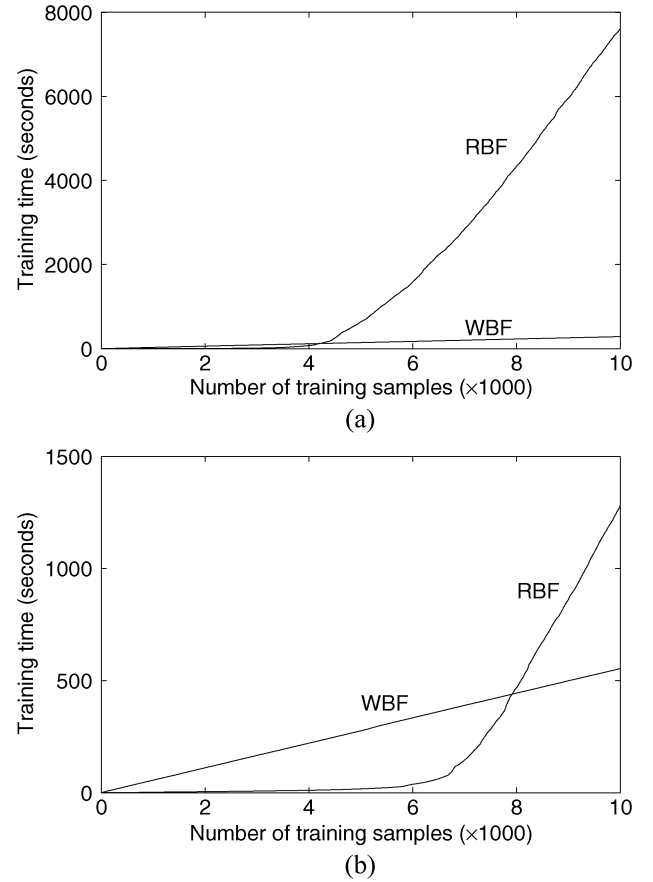 8000
6000
4000
2000
0
Training time (seconds)
RBF
WBF
0 2 4 6 8 10
Number of training samples (×1000)
(a)
1500
1000
500
0
Training time (seconds)
RBF
WBF
0 2 4 6 8 10
Number of training samples (×1000)
(b)